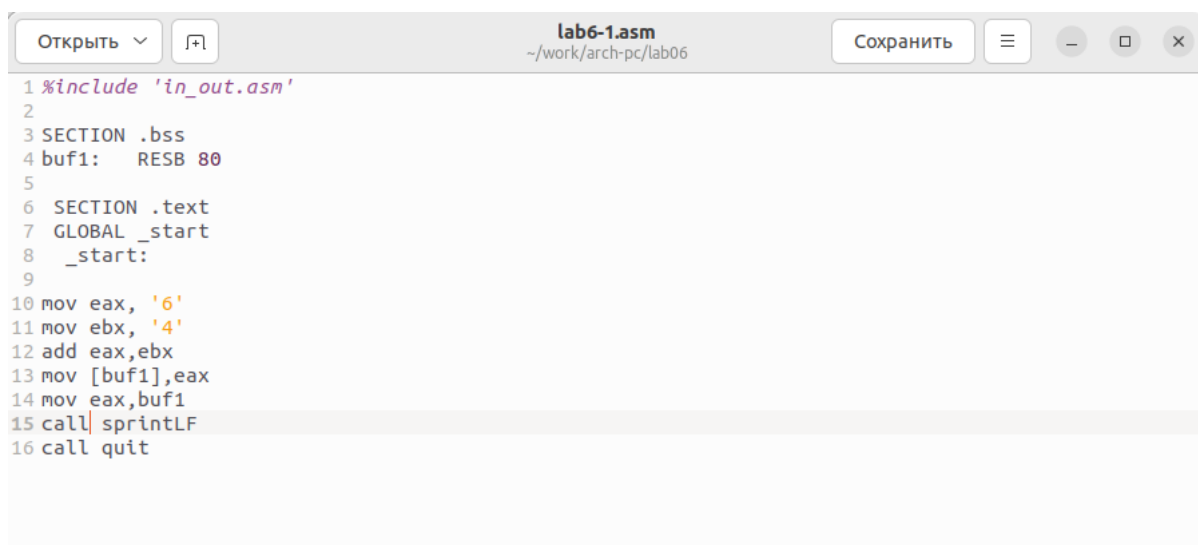 Открыть
lab6-1.asm
~/work/arch-pc/lab06
Сохранить
1 %include 'in_out.asm'
2
3 SECTION .bss
4 buf1:   RESB 80
5
6  SECTION .text
7  GLOBAL _start
8   _start:
9
10 mov eax, '6'
11 mov ebx, '4'
12 add eax,ebx
13 mov [buf1],eax
14 mov eax,buf1
15 call sprintLF
16 call quit